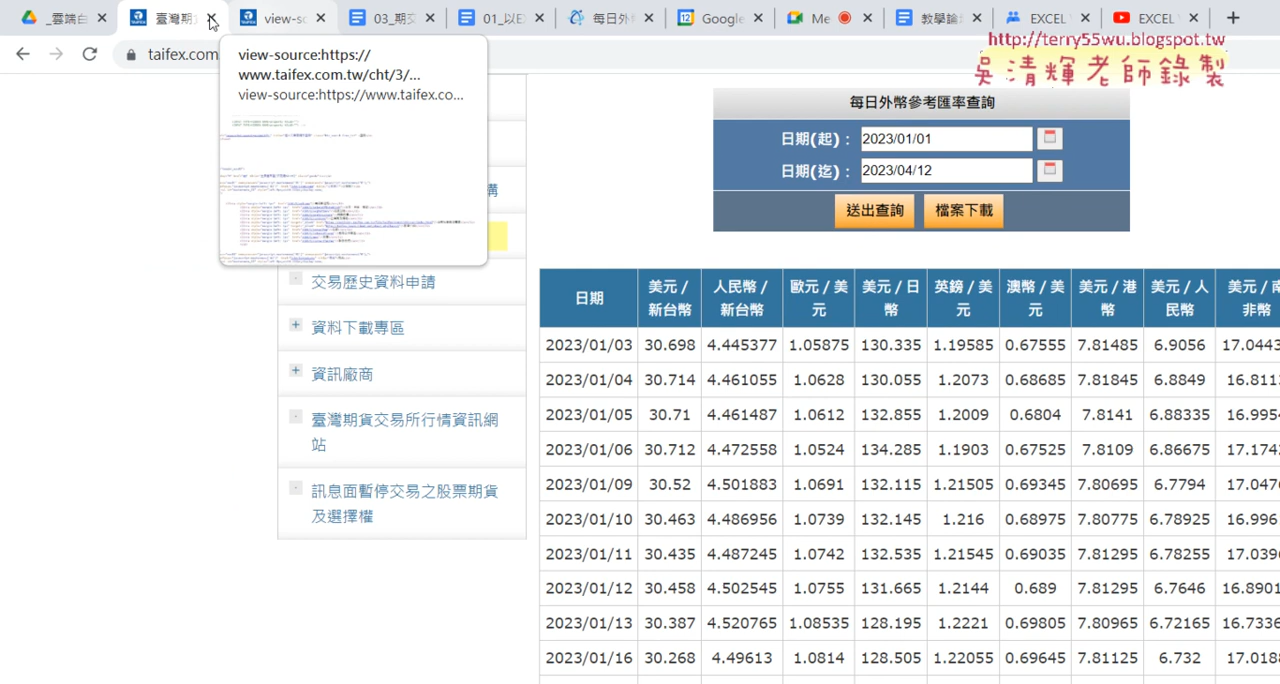 _雲端白
臺灣期
view-so
03_期交
01_以E
每日外
Google
Me
教學論
EXCEL
EXCEL V
taifex.com
view-source:https://
www.taifex.com.tw/cht/3/...
view-source:https://www.taifex.co...
http://terry55wu.blogspot.tw
吳清輝老師錄製
每日外幣參考匯率查詢
日期(起)： 2023/01/01
日期(迄)： 2023/04/12
送出查詢 檔案下載
構
交易歷史資料申請
資料下載專區
資訊廠商
臺灣期貨交易所行情資訊網
站
訊息面暫停交易之股票期貨
及選擇權
日期 美元 / 新台幣 人民幣 / 新台幣 歐元 / 美元 美元 / 日幣 英鎊 / 美元 澳幣 / 美元 美元 / 港幣 美元 / 人民幣 美元 / 南非幣
2023/01/03 30.698 4.445377 1.05875 130.335 1.19585 0.67555 7.81485 6.9056 17.0443
2023/01/04 30.714 4.461055 1.0628 130.055 1.2073 0.68685 7.81845 6.8849 16.811
2023/01/05 30.71 4.461487 1.0612 132.855 1.2009 0.6804 7.8141 6.88335 16.9954
2023/01/06 30.712 4.472558 1.0524 134.285 1.1903 0.67525 7.8109 6.86675 17.174
2023/01/09 30.52 4.501883 1.0691 132.115 1.21505 0.69345 7.80695 6.7794 17.047
2023/01/10 30.463 4.486956 1.0739 132.145 1.216 0.68975 7.80775 6.78925 16.996
2023/01/11 30.435 4.487245 1.0742 132.535 1.21545 0.69035 7.81295 6.78255 17.039
2023/01/12 30.458 4.502545 1.0755 131.665 1.2144 0.689 7.81295 6.7646 16.8901
2023/01/13 30.387 4.520765 1.08535 128.195 1.2221 0.69805 7.80965 6.72165 16.7336
2023/01/16 30.268 4.49613 1.0814 128.505 1.22055 0.69645 7.81125 6.732 17.018